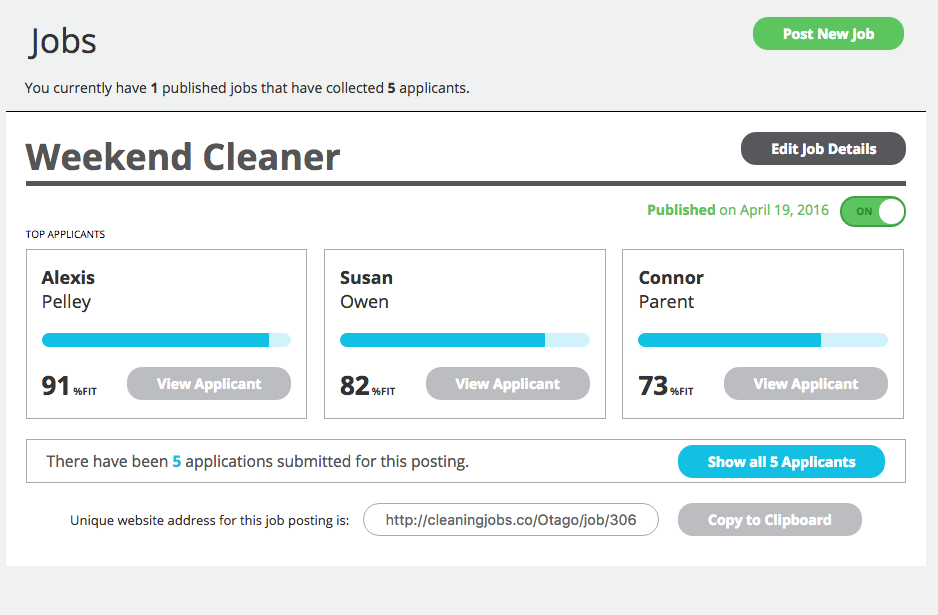 Jobs
Post New Job
You currently have 1 published jobs that have collected 5 applicants.
Weekend Cleaner
Edit Job Details
Published on April 19, 2016
ON
TOP APPLICANTS
Alexis
Pelley
91 %FIT
View Applicant
Susan
Owen
82 %FIT
View Applicant
Connor
Parent
73 %FIT
View Applicant
There have been 5 applications submitted for this posting.
Show all 5 Applicants
Unique website address for this job posting is:
http://cleaningjobs.co/Otago/job/306
Copy to Clipboard